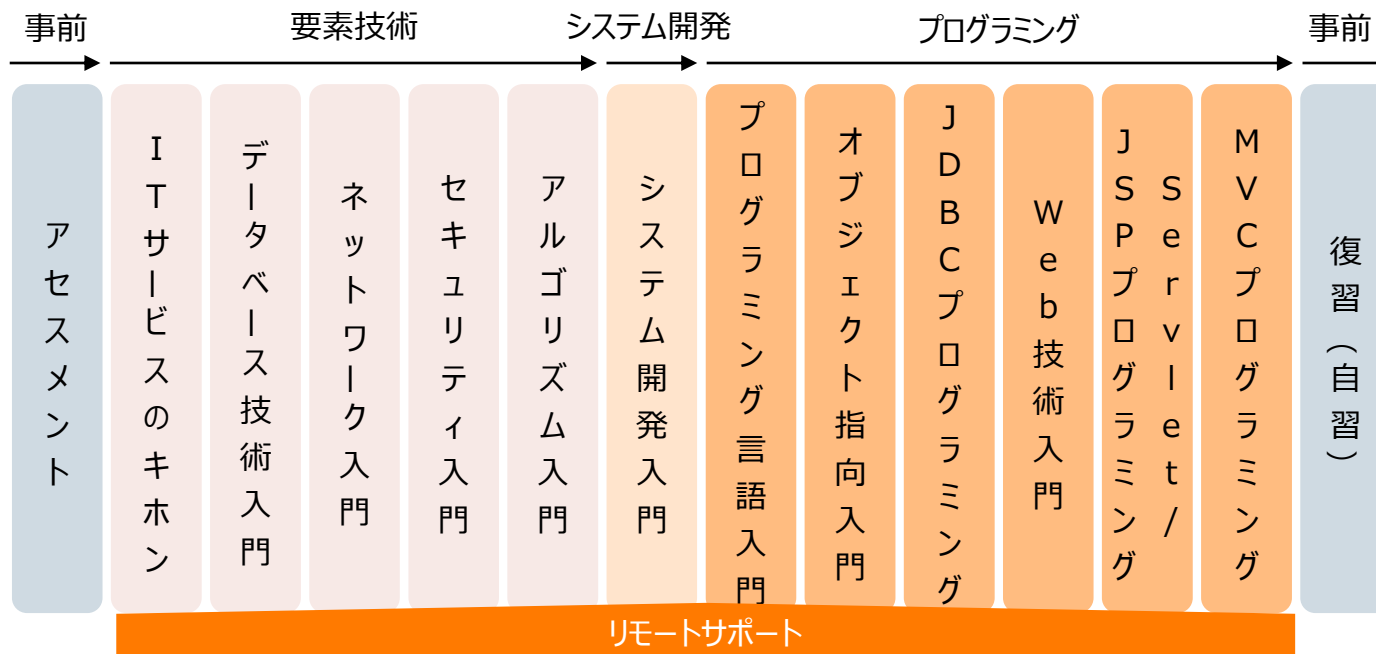 事前
要素技術
システム開発
プログラミング
事前
アセスメント
ITサービスのキホン
データベース技術入門
ネットワーク入門
セキュリティ入門
アルゴリズム入門
システム開発入門
プログラミング言語入門
オブジェクト指向入門
JDBCプログラミング
Web技術入門
Servlet/
JSPプログラミング
MVCプログラミング
復習（自習）
リモートサポート